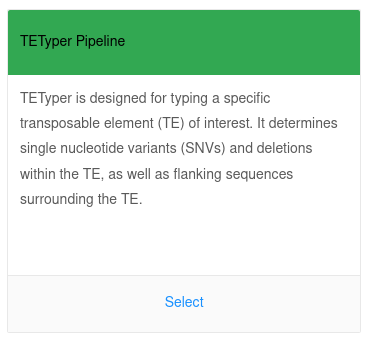 TETyper Pipeline
TETyper is designed for typing a specific
transposable element (TE) of interest. It determines
single nucleotide variants (SNVs) and deletions
within the TE, as well as flanking sequences
surrounding the TE.
Select